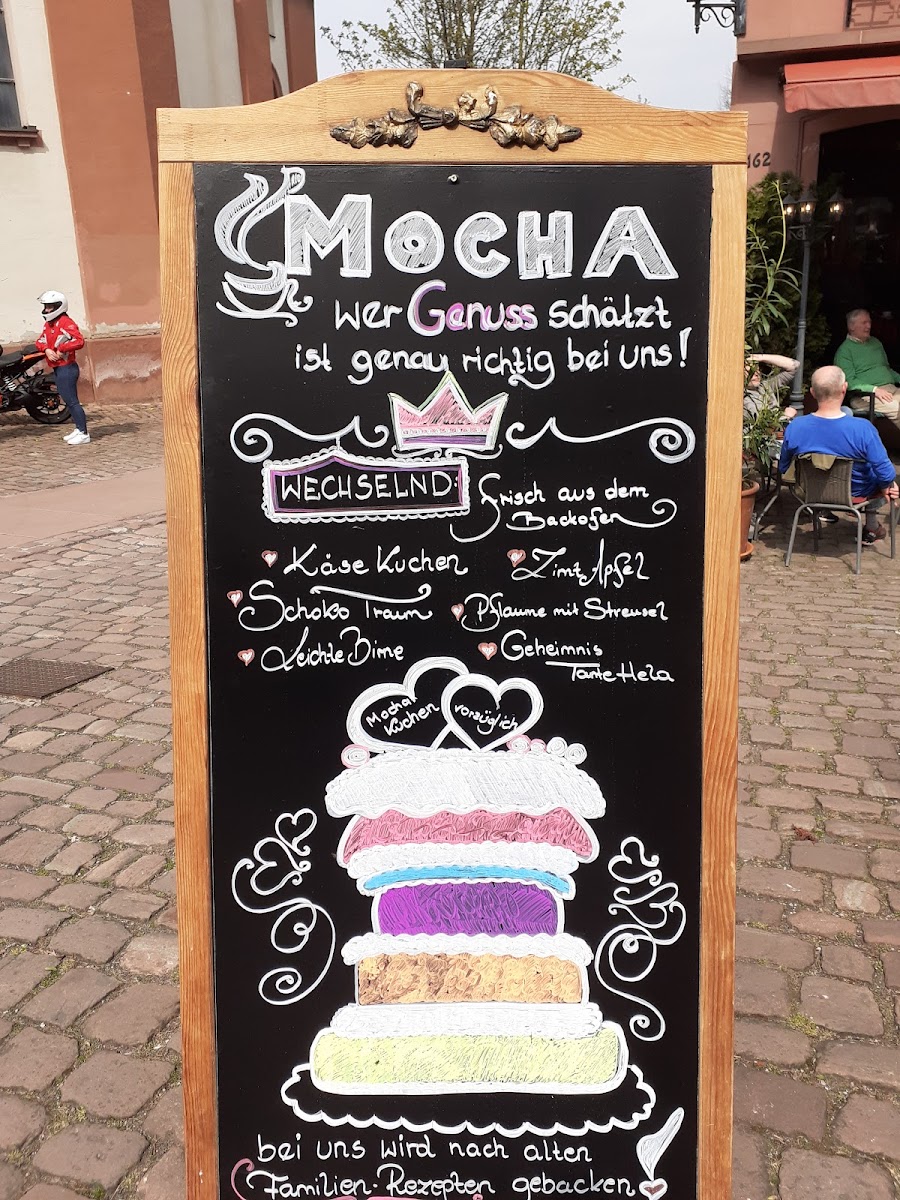 MOCHA
wer Genuss schätzt
ist genau richtig bei uns!
WECHSELND:
Frisch aus dem
Backofen
Käse Kuchen
Zimt Apfel
Schoko Traum
Pflaume mit Streusel
Leichte Birne
Geheimnis
Tante Hela
Mocha
Kuchen
vorzüglich
bei uns wird nach alten
Familien-Rezepten gebacken
162